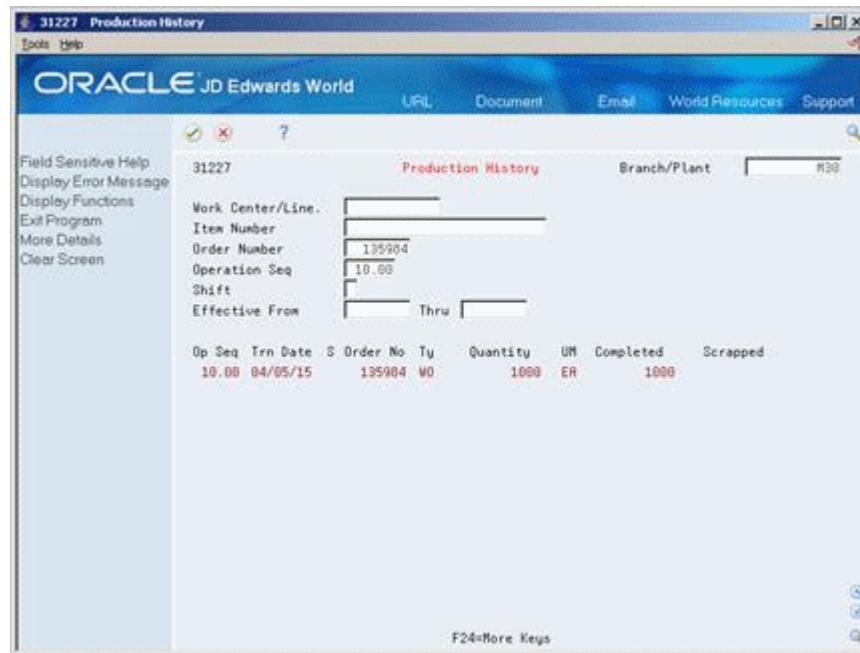 31227 Production History
Tools Help
ORACLE JD Edwards World
URL Document Email World Resources Support
?
Field Sensitive Help
Display Error Message
Display Functions
Exit Program
More Details
Clear Screen
31227 Production History Branch/Plant M30
Work Center/Line.
Item Number
Order Number 135984
Operation Seq 10.00
Shift
Effective From Thru
Op Seq Trn Date S Order No Ty Quantity UM Completed Scrapped
10.00 04/05/15 135984 WO 1000 EA 1000
F24=More Keys